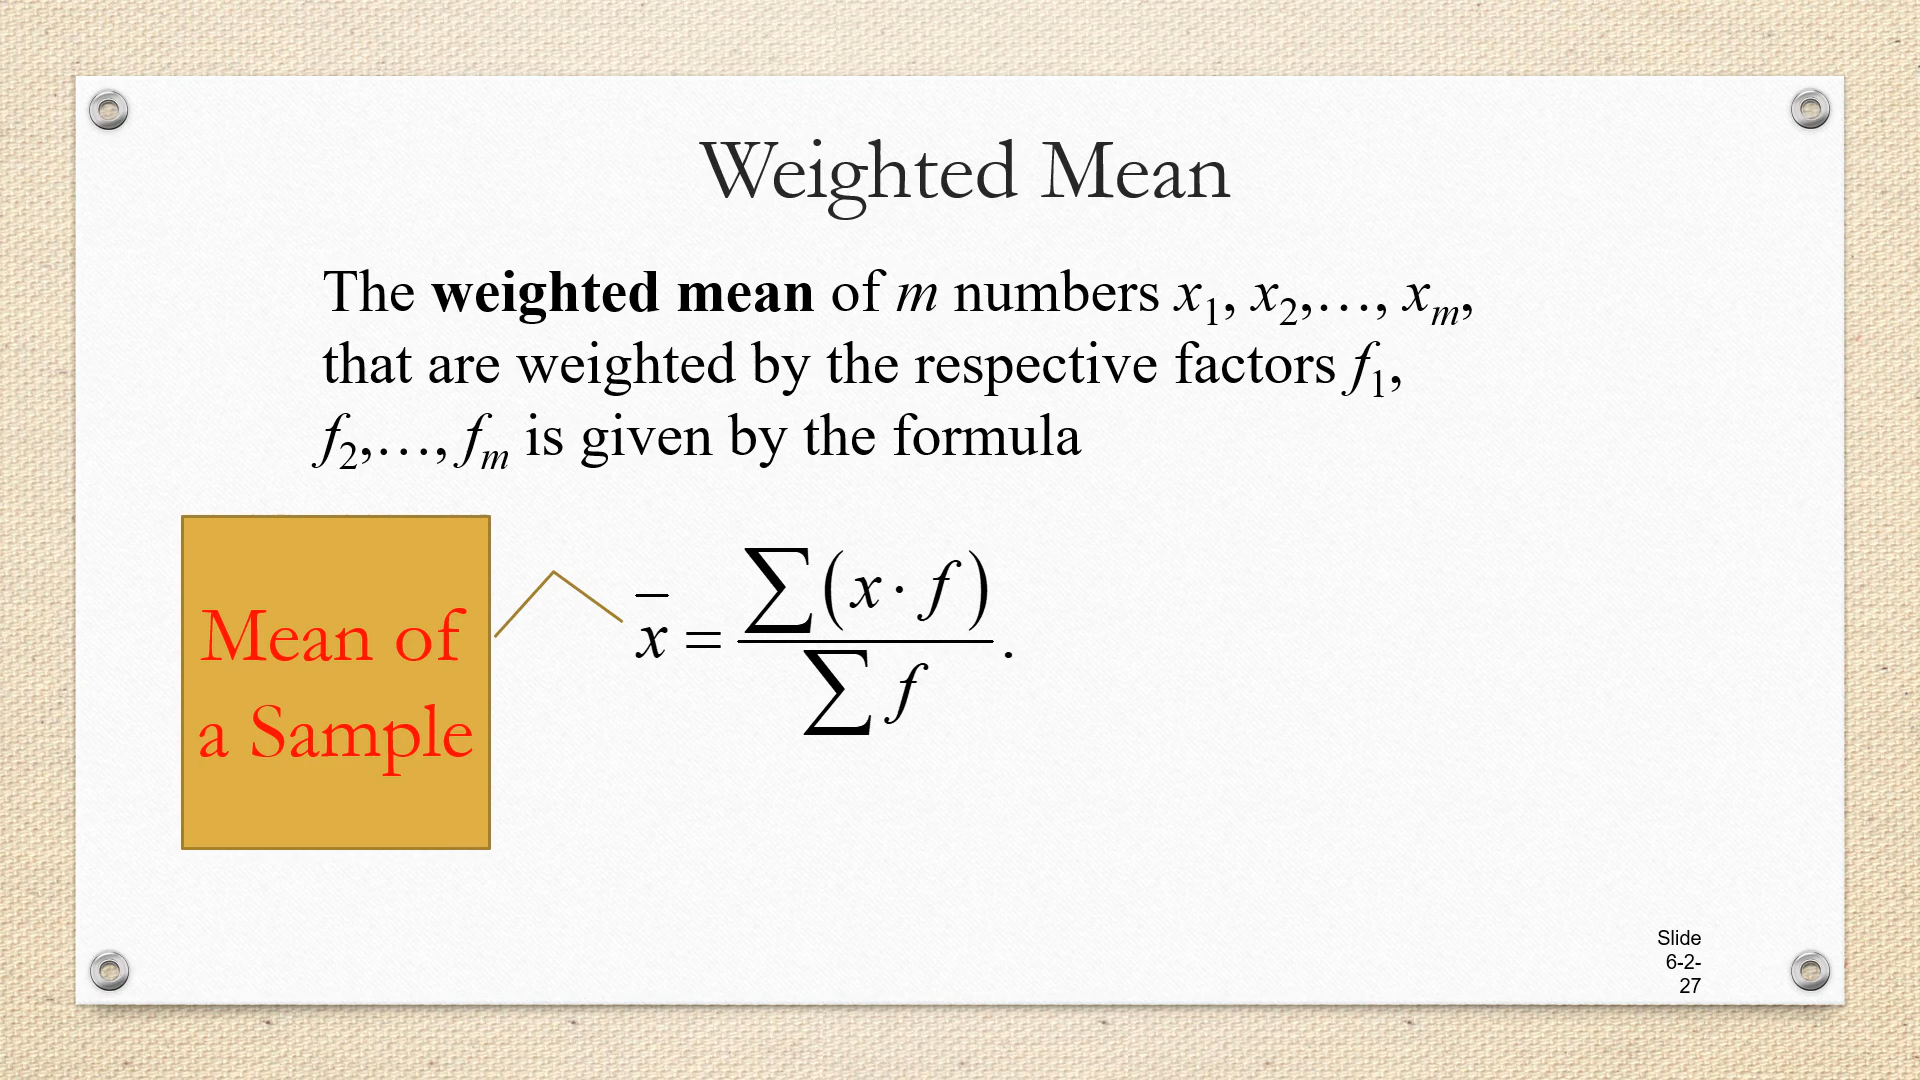 Weighted Mean
The weighted mean of m numbers x₁, x₂,…, xₘ,
that are weighted by the respective factors f₁,
f₂,…, fₘ is given by the formula
Mean of
a Sample
x̄ = ∑(x · f) / ∑f .
Slide
6-2-
27